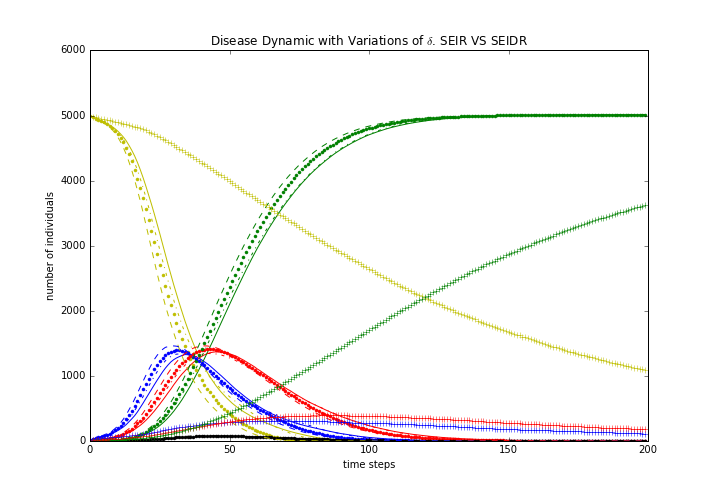 Disease Dynamic with Variations of δ. SEIR VS SEIDR
6000
5000
4000
3000
2000
1000
0
number of individuals
0 50 100 150 200
time steps